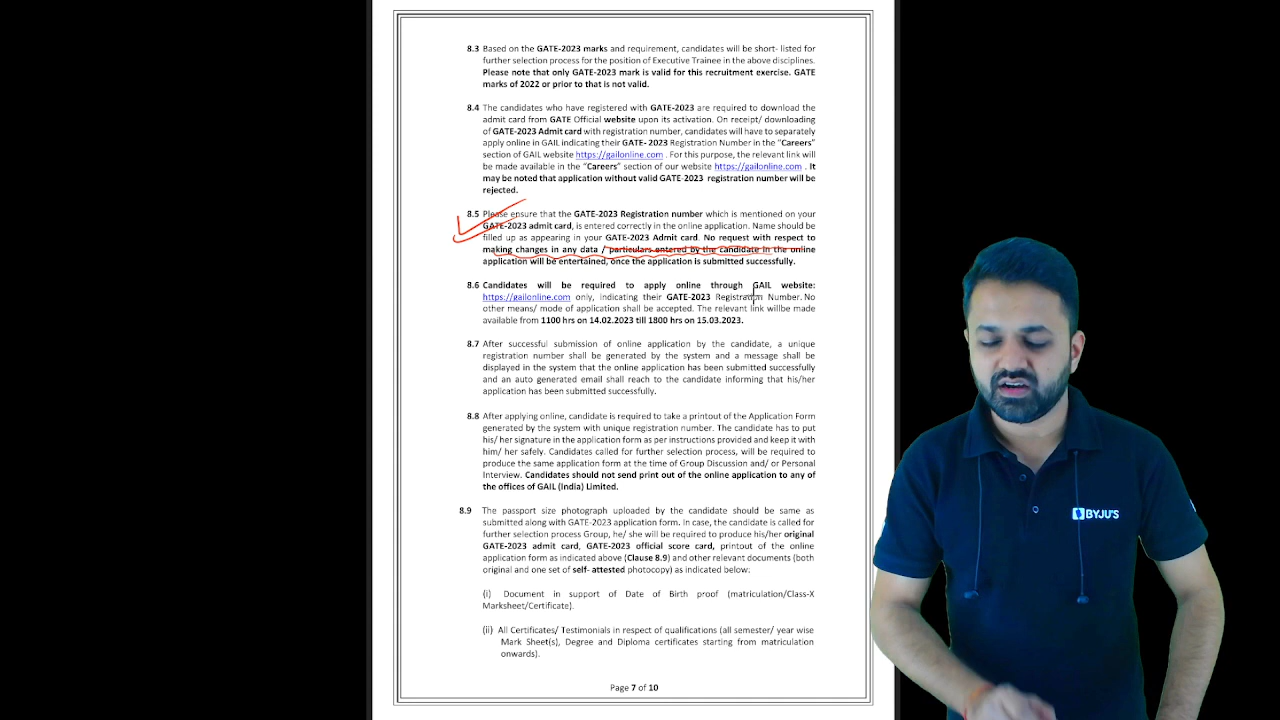 8.3 Based on the GATE-2023 marks and requirement, candidates will be short- listed for
further selection process for the position of Executive Trainee in the above disciplines.
Please note that only GATE-2023 mark is valid for this recruitment exercise. GATE
marks of 2022 or prior to that is not valid.
8.4 The candidates who have registered with GATE-2023 are required to download the
admit card from GATE Official website upon its activation. On receipt/ downloading
of GATE-2023 Admit card with registration number, candidates will have to separately
apply online in GAIL indicating their GATE- 2023 Registration Number in the “Careers”
section of GAIL website https://gailonline.com . For this purpose, the relevant link will
be made available in the “Careers” section of our website https://gailonline.com . It
may be noted that application without valid GATE-2023 registration number will be
rejected.
8.5 Please ensure that the GATE-2023 Registration number which is mentioned on your
GATE-2023 admit card, is entered correctly in the online application. Name should be
filled up as appearing in your GATE-2023 Admit card. No request with respect to
making changes in any data / particulars entered by the candidate in the online
application will be entertained, once the application is submitted successfully.
8.6 Candidates will be required to apply online through GAIL website:
https://gailonline.com only, indicating their GATE-2023 Registration Number. No
other means/ mode of application shall be accepted. The relevant link willbe made
available from 1100 hrs on 14.02.2023 till 1800 hrs on 15.03.2023.
8.7 After successful submission of online application by the candidate, a unique
registration number shall be generated by the system and a message shall be
displayed in the system that the online application has been submitted successfully
and an auto generated email shall reach to the candidate informing that his/her
application has been submitted successfully.
8.8 After applying online, candidate is required to take a printout of the Application Form
generated by the system with unique registration number. The candidate has to put
his/ her signature in the application form as per instructions provided and keep it with
him/ her safely. Candidates called for further selection process, will be required to
produce the same application form at the time of Group Discussion and/ or Personal
Interview. Candidates should not send print out of the online application to any of
the offices of GAIL (India) Limited.
8.9 The passport size photograph uploaded by the candidate should be same as
submitted along with GATE-2023 application form. In case, the candidate is called for
further selection process Group, he/ she will be required to produce his/her original
GATE-2023 admit card, GATE-2023 official score card, printout of the online
application form as indicated above (Clause 8.9) and other relevant documents (both
original and one set of self- attested photocopy) as indicated below:
(i) Document in support of Date of Birth proof (matriculation/Class-X
Marksheet/Certificate).
(ii) All Certificates/ Testimonials in respect of qualifications (all semester/ year wise
Mark Sheet(s), Degree and Diploma certificates starting from matriculation
onwards).
Page 7 of 10
BYJU'S